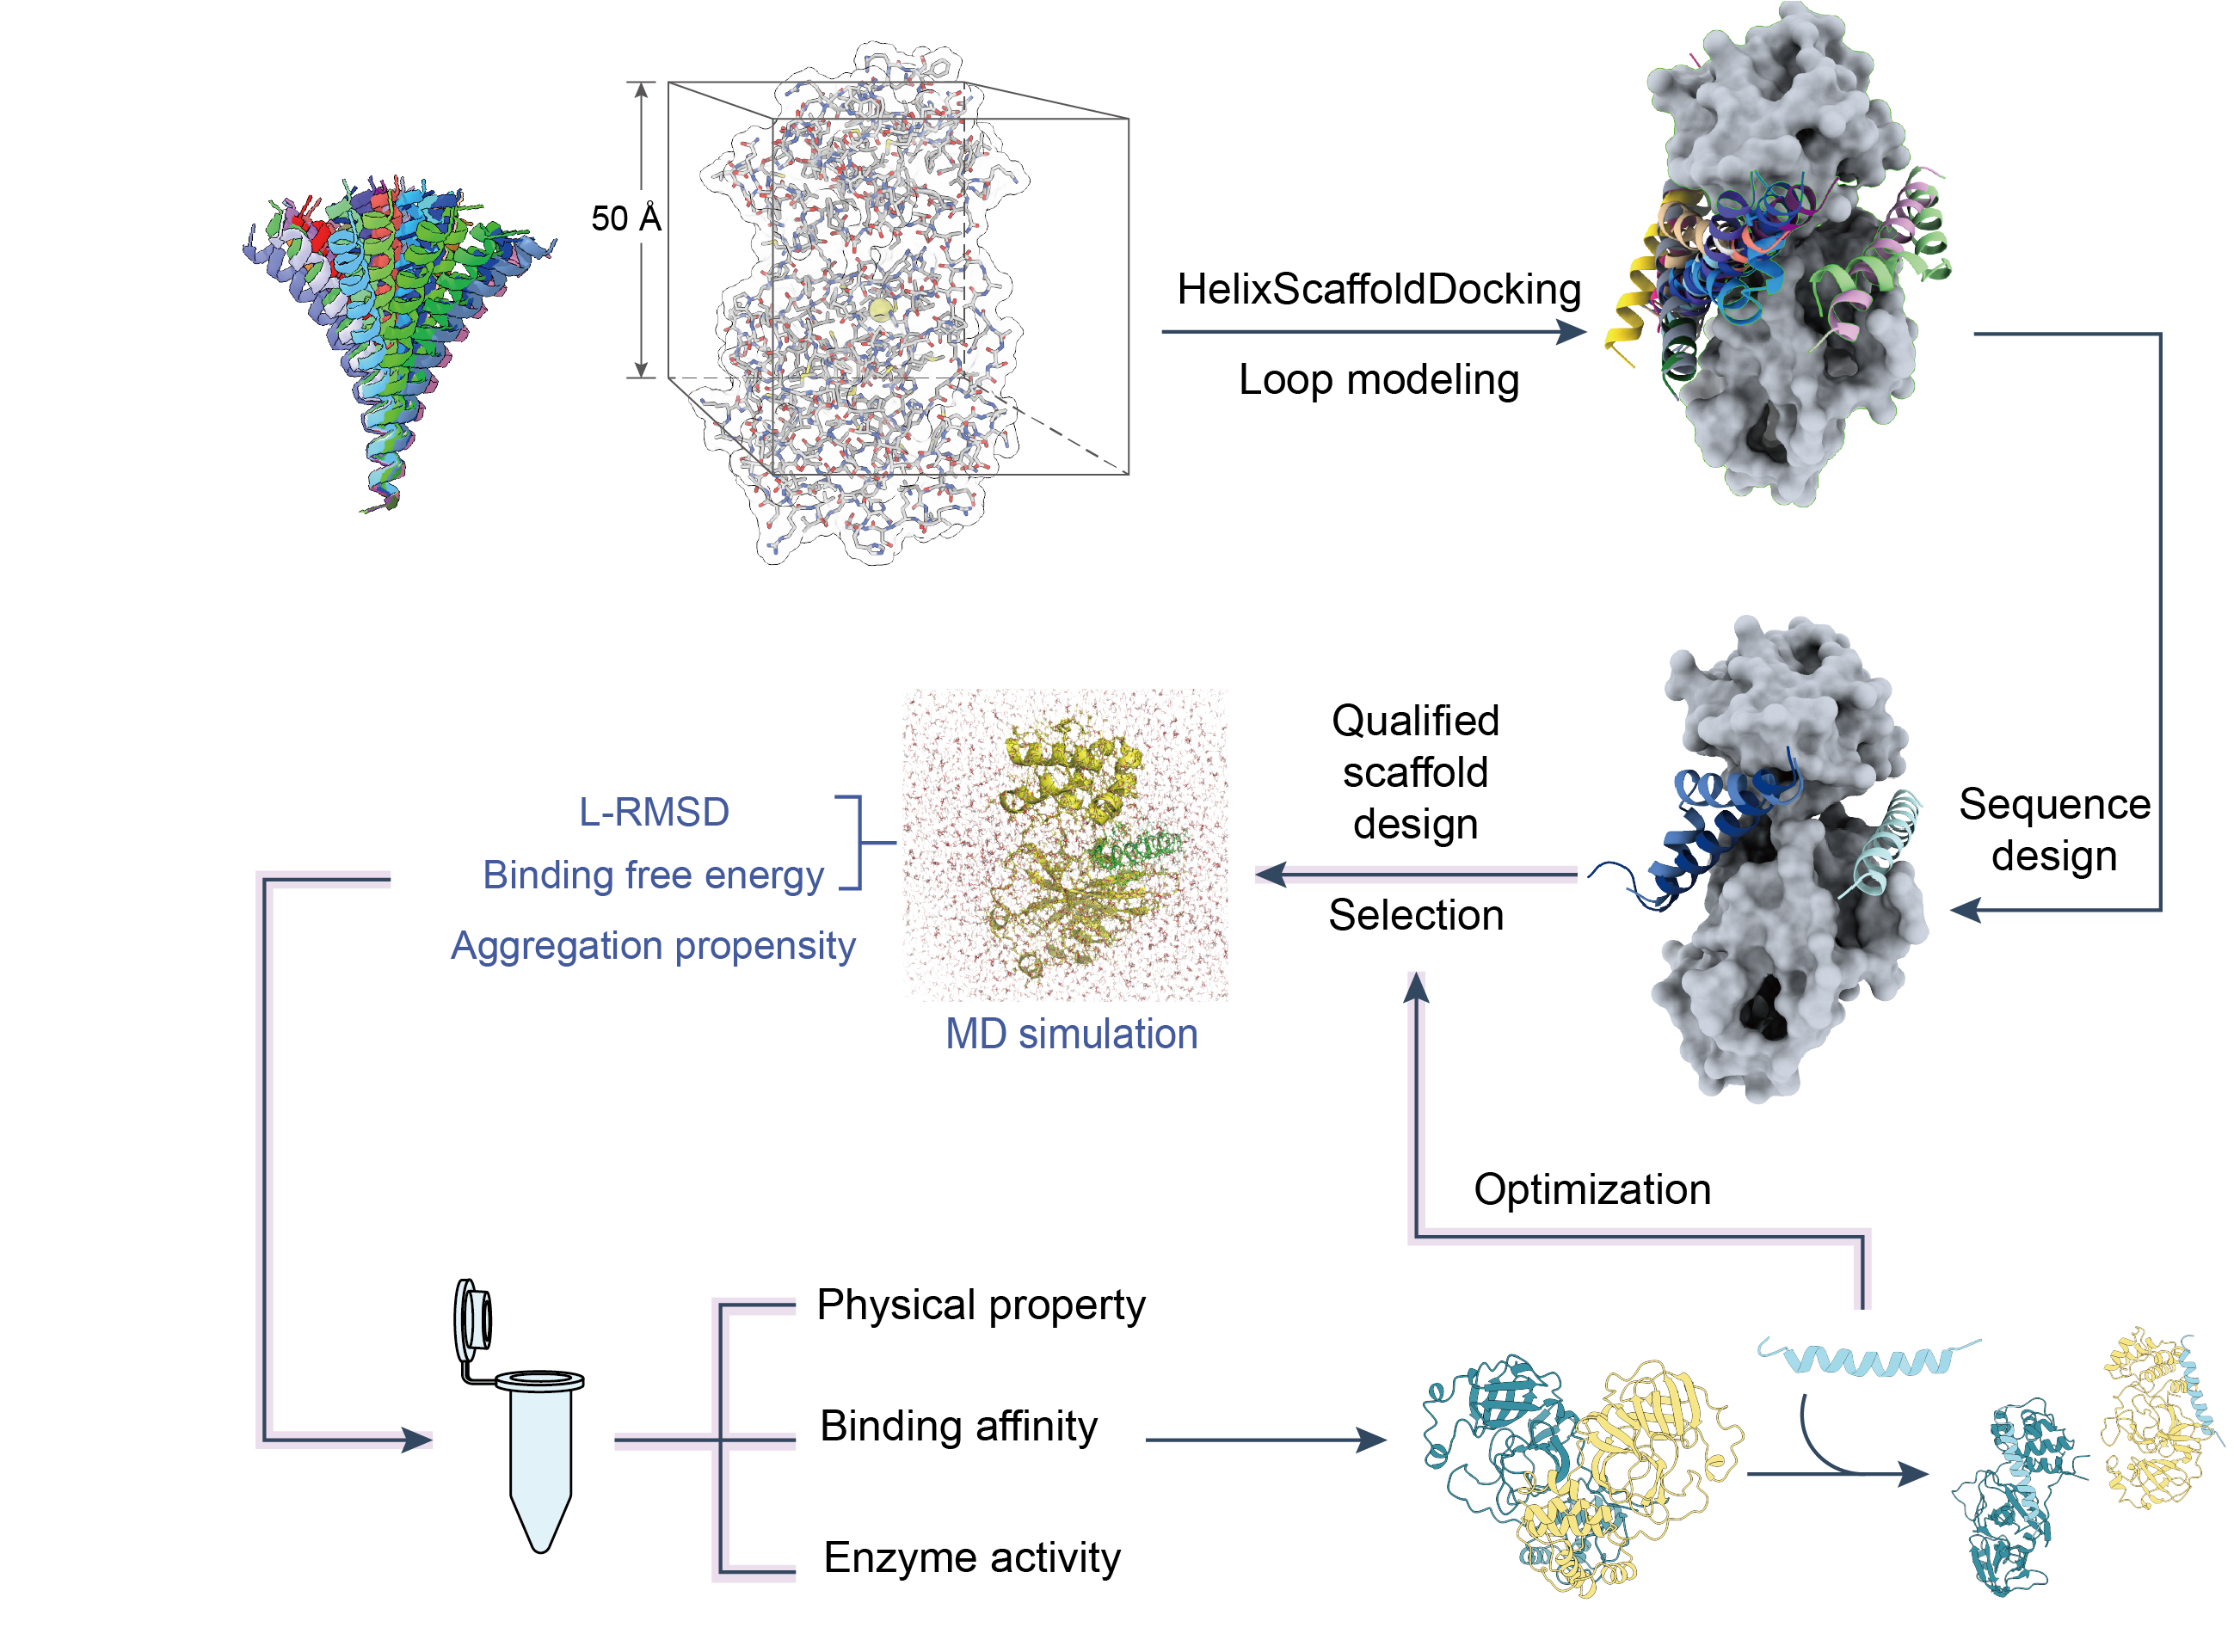 50 Å
HelixScaffoldDocking
Loop modeling
Sequence
design
Qualified
scaffold
design
Selection
L-RMSD
Binding free energy
Aggregation propensity
MD simulation
Optimization
Physical property
Binding affinity
Enzyme activity